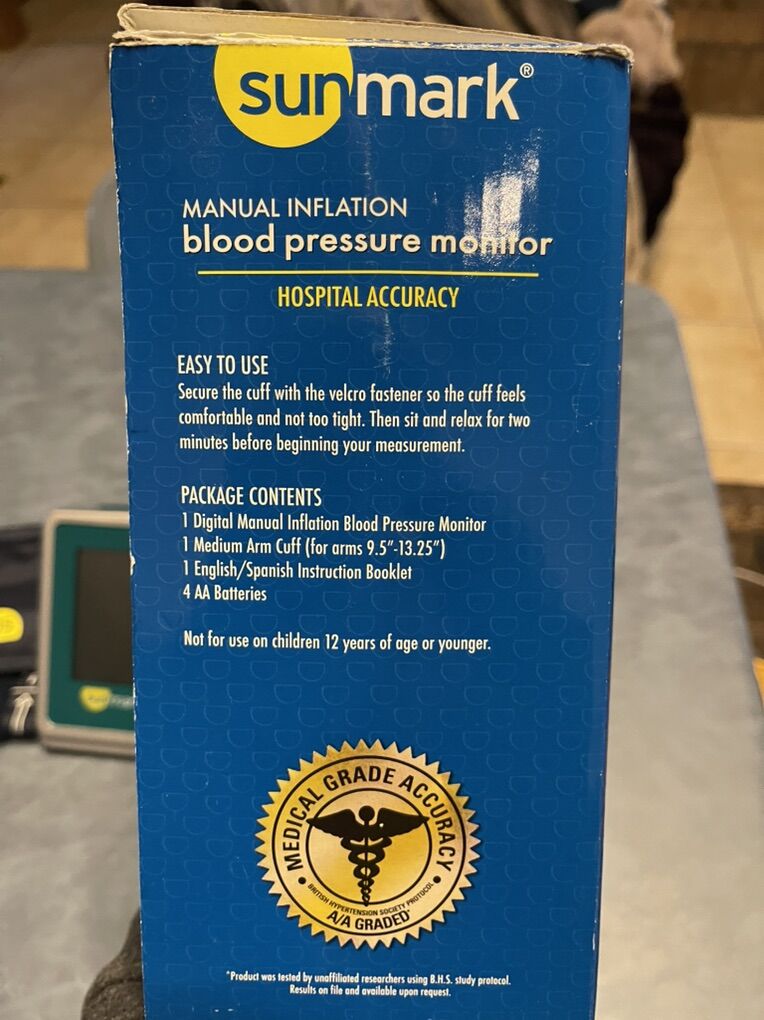 sunmark®
MANUAL INFLATION
blood pressure monitor
HOSPITAL ACCURACY
EASY TO USE
Secure the cuff with the velcro fastener so the cuff feels
comfortable and not too tight. Then sit and relax for two
minutes before beginning your measurement.
PACKAGE CONTENTS
1 Digital Manual Inflation Blood Pressure Monitor
1 Medium Arm Cuff (for arms 9.5"-13.25")
1 English/Spanish Instruction Booklet
4 AA Batteries
Not for use on children 12 years of age or younger.
• MEDICAL GRADE ACCURACY •
BRITISH HYPERTENSION SOCIETY PROTOCOL
A/A GRADED*
*Product was tested by unaffiliated researchers using B.H.S. study protocol.
Results on file and available upon request.